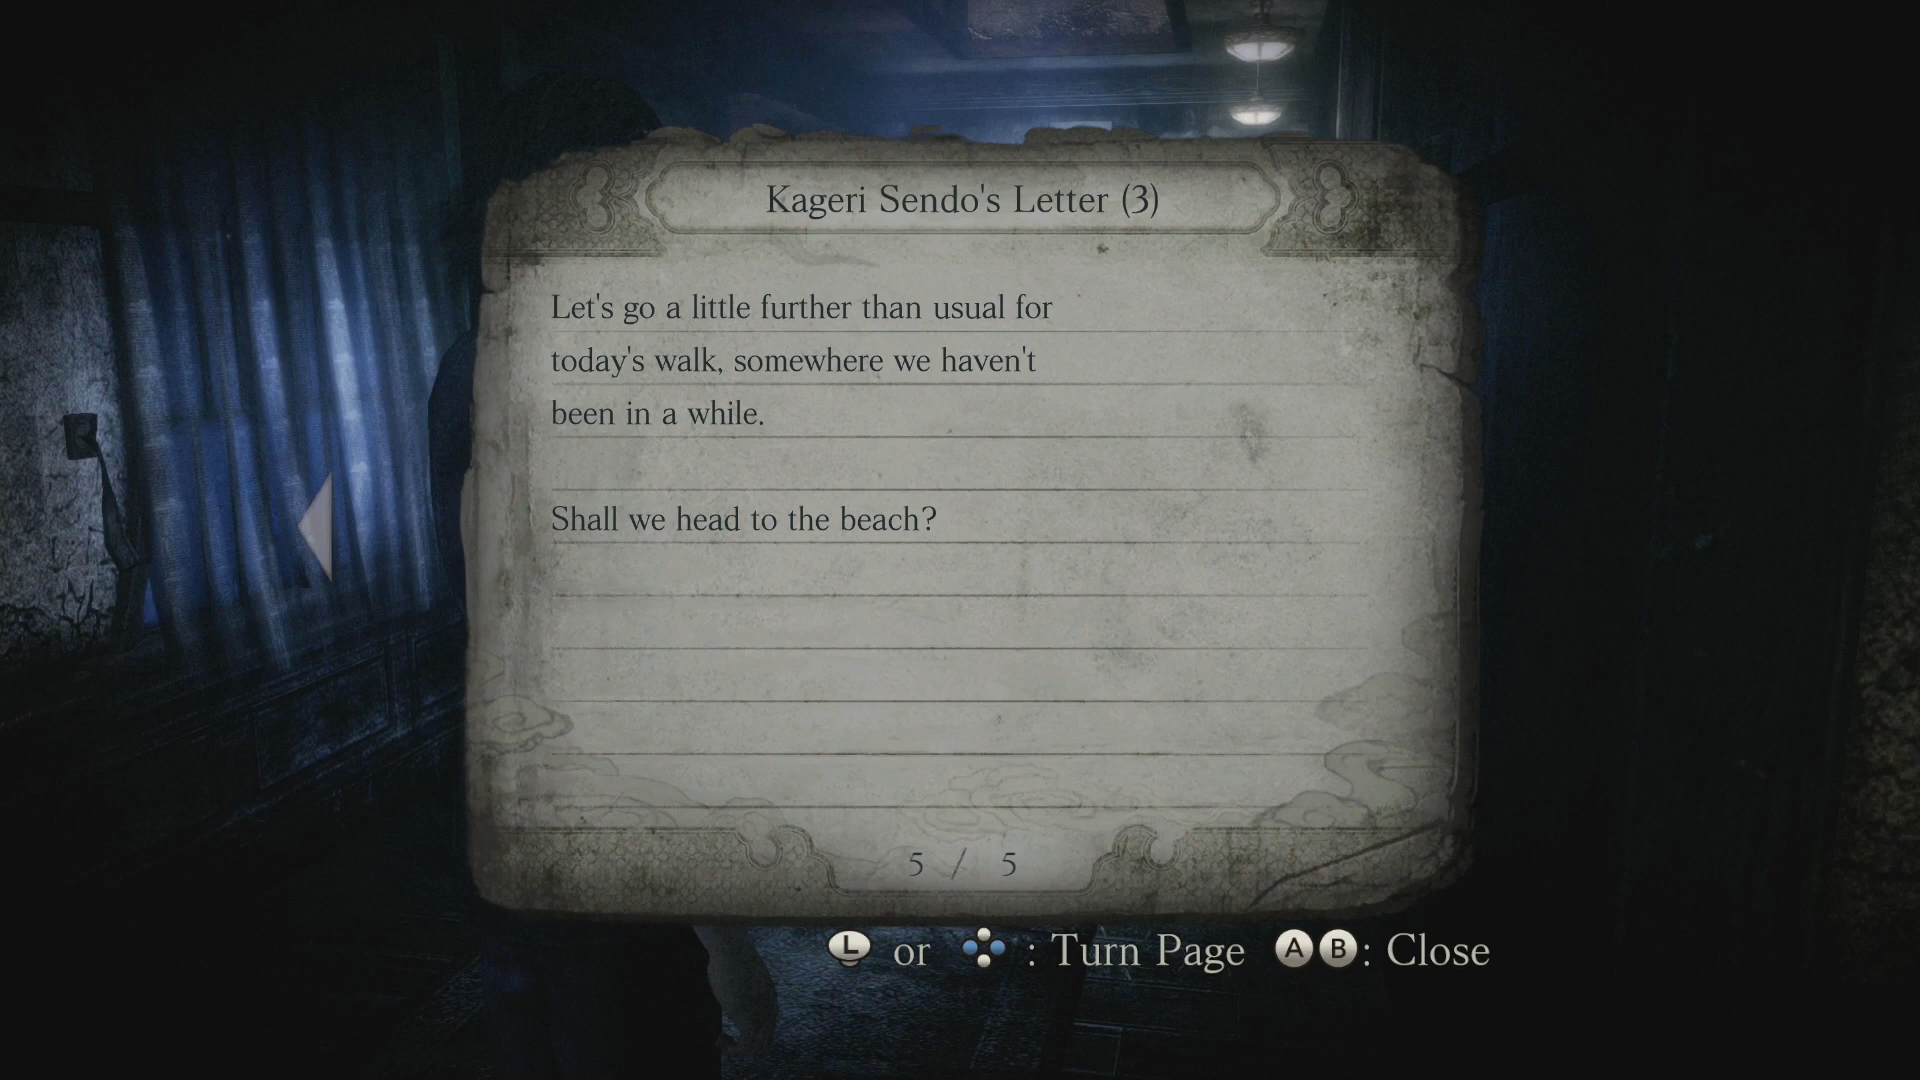 Kageri Sendo's Letter (3)
Let's go a little further than usual for
today's walk, somewhere we haven't
been in a while.
Shall we head to the beach?
5 / 5
L or : Turn Page A B : Close